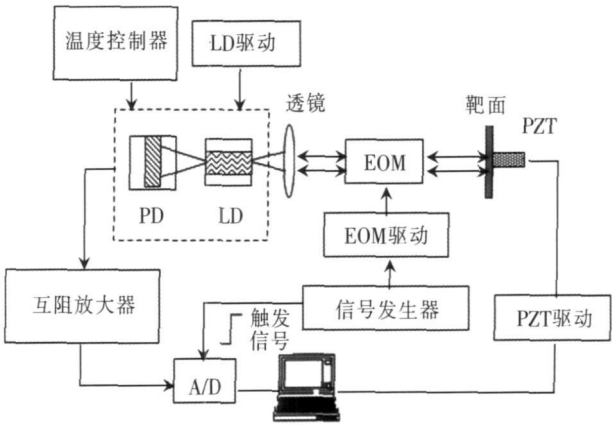 温度控制器
LD驱动
透镜
靶面
PZT
EOM
PD
LD
EOM驱动
互阻放大器
触发
信号
信号发生器
PZT驱动
A/D